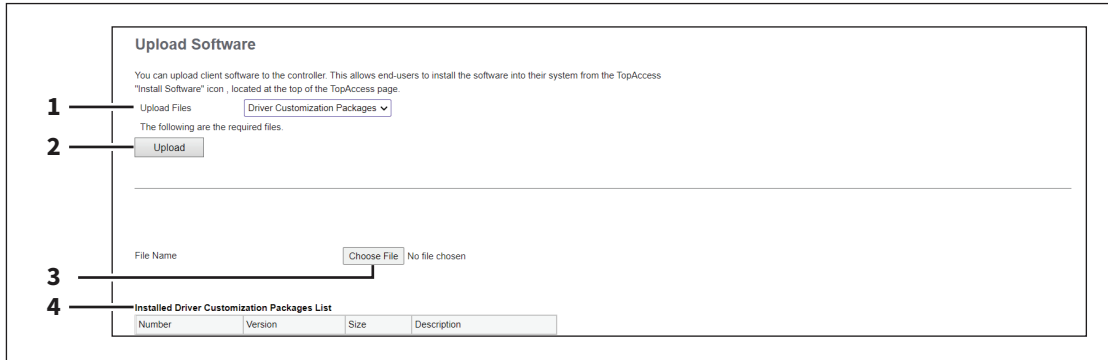 Upload Software
You can upload client software to the controller. This allows end-users to install the software into their system from the TopAccess
"Install Software" icon , located at the top of the TopAccess page.
1 Upload Files Driver Customization Packages
The following are the required files.
2 Upload
File Name Choose File No file chosen
3
4 Installed Driver Customization Packages List
Number Version Size Description